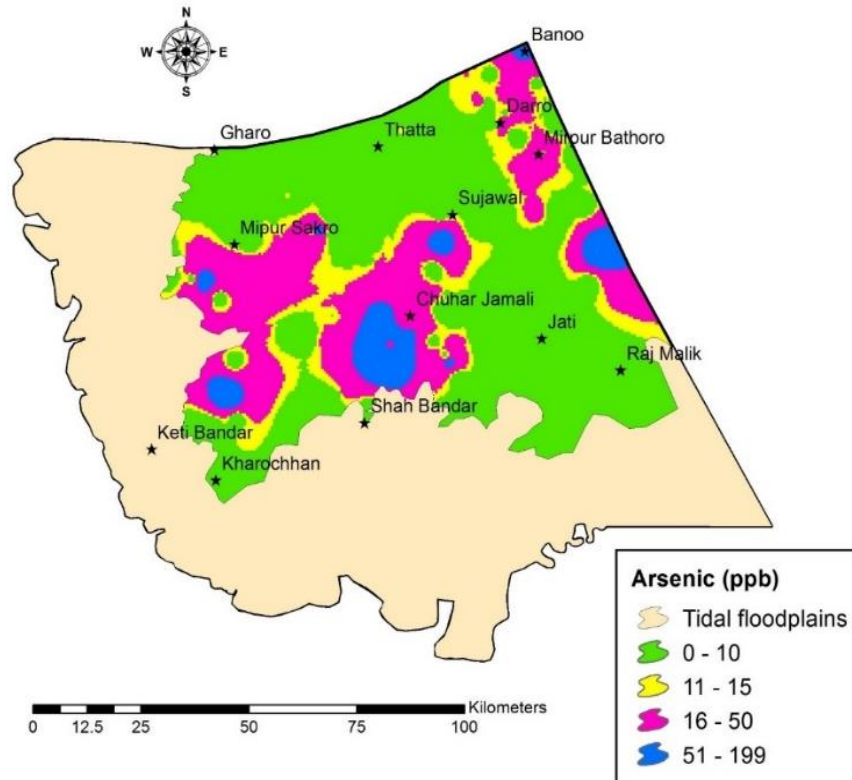 N
W E
S
Banoo
Darro
Gharo
Thatta
Mirpur Bathoro
Sujawal
Mipur Sakro
Chuhar Jamali
Jati
Raj Malik
Shah Bandar
Keti Bandar
Kharochhan
Arsenic (ppb)
Tidal floodplains
0 - 10
11 - 15
16 - 50
51 - 199
Kilometers
0 12.5 25 50 75 100